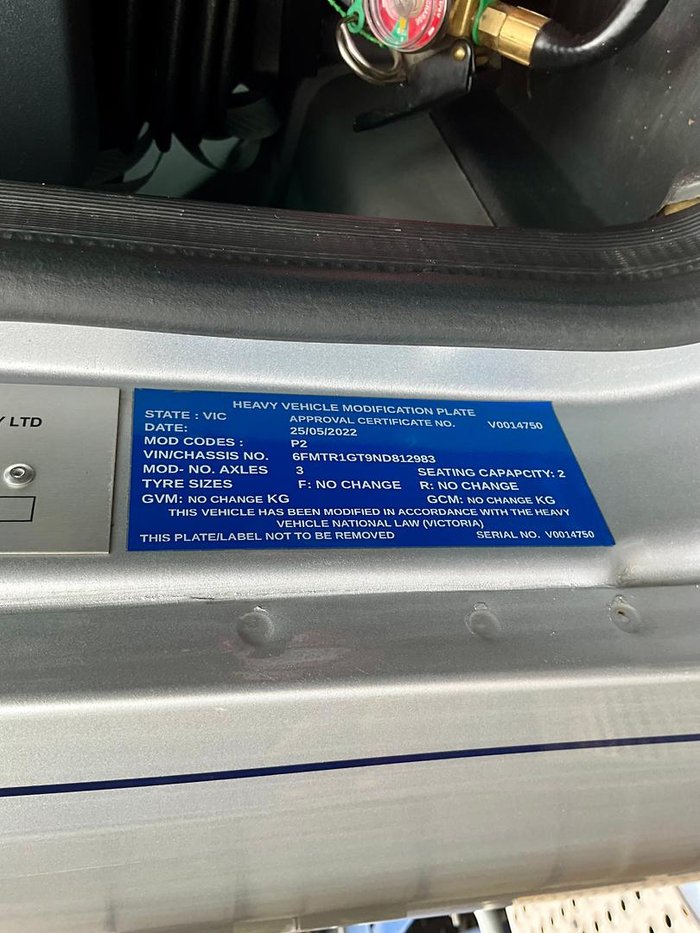 Y LTD
HEAVY VEHICLE MODIFICATION PLATE
STATE : VIC APPROVAL CERTIFICATE NO. V0014750
DATE: 25/05/2022
MOD CODES : P2
VIN/CHASSIS NO. 6FMTR1GT9ND812983
MOD- NO. AXLES 3 SEATING CAPAPCITY: 2
TYRE SIZES F: NO CHANGE R: NO CHANGE
GVM: NO CHANGE KG GCM: NO CHANGE KG
THIS VEHICLE HAS BEEN MODIFIED IN ACCORDANCE WITH THE HEAVY
VEHICLE NATIONAL LAW (VICTORIA)
THIS PLATE/LABEL NOT TO BE REMOVED SERIAL NO. V0014750